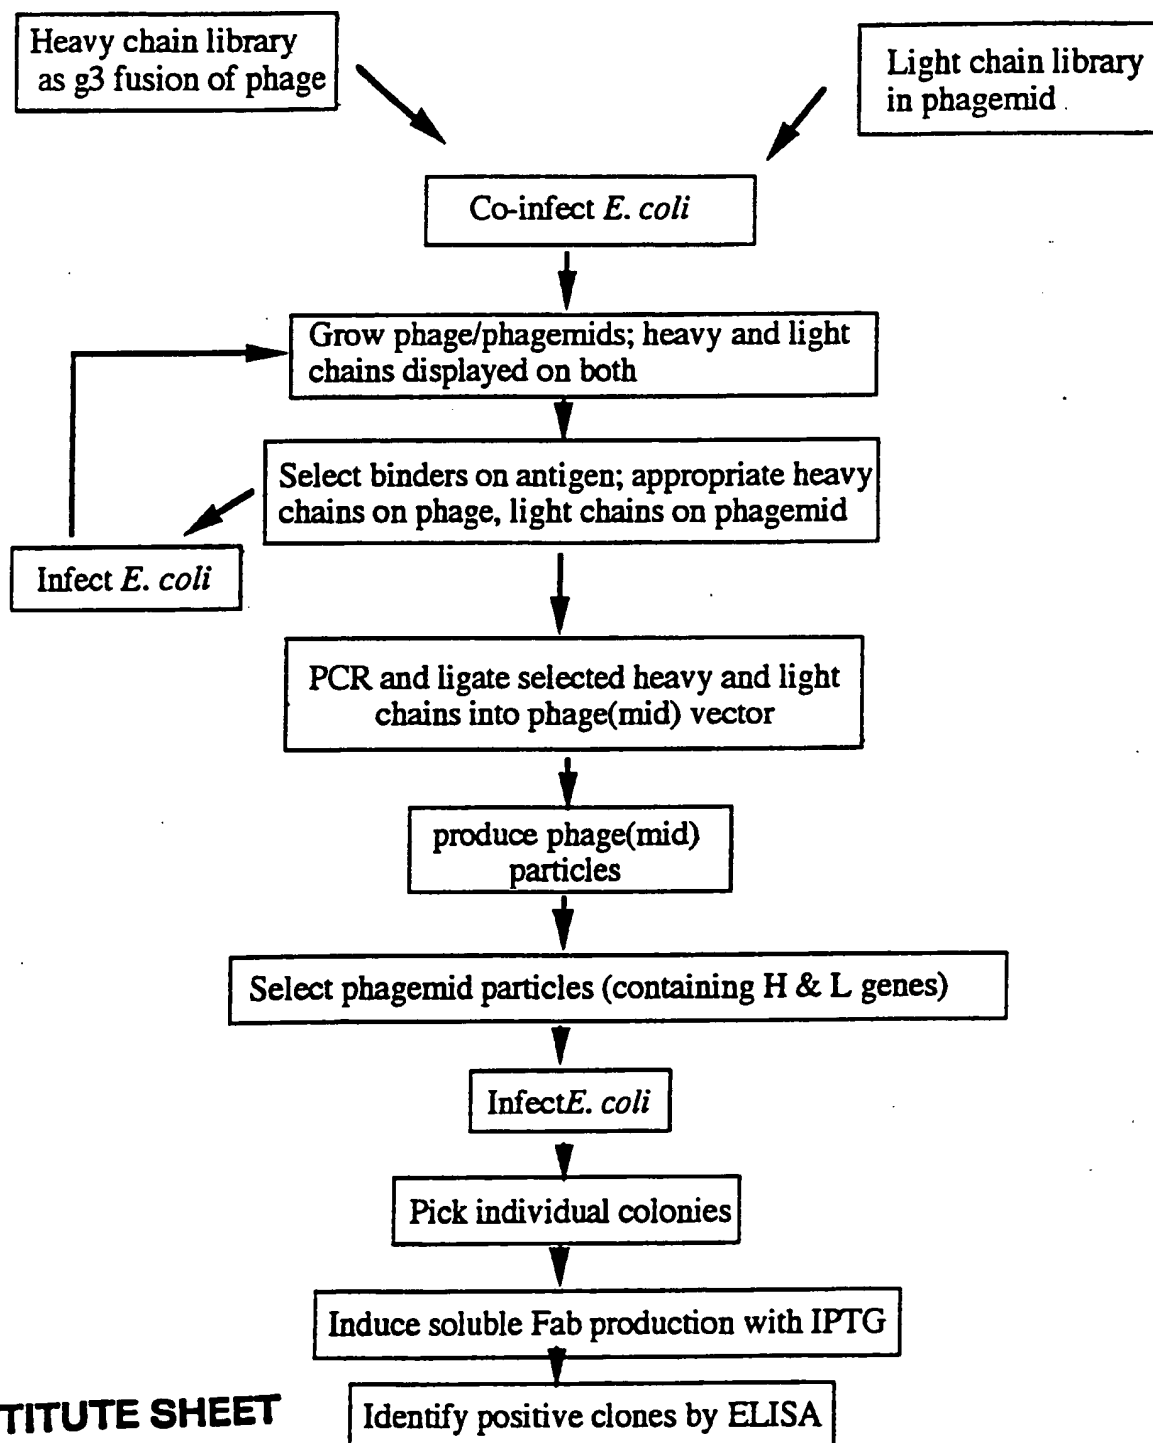 Heavy chain library
as g3 fusion of phage
Light chain library
in phagemid
Co-infect E. coli
Grow phage/phagemids; heavy and light
chains displayed on both
Select binders on antigen; appropriate heavy
chains on phage, light chains on phagemid
Infect E. coli
PCR and ligate selected heavy and light
chains into phage(mid) vector
produce phage(mid)
particles
Select phagemid particles (containing H & L genes)
InfectE. coli
Pick individual colonies
Induce soluble Fab production with IPTG
TITUTE SHEET
Identify positive clones by ELISA